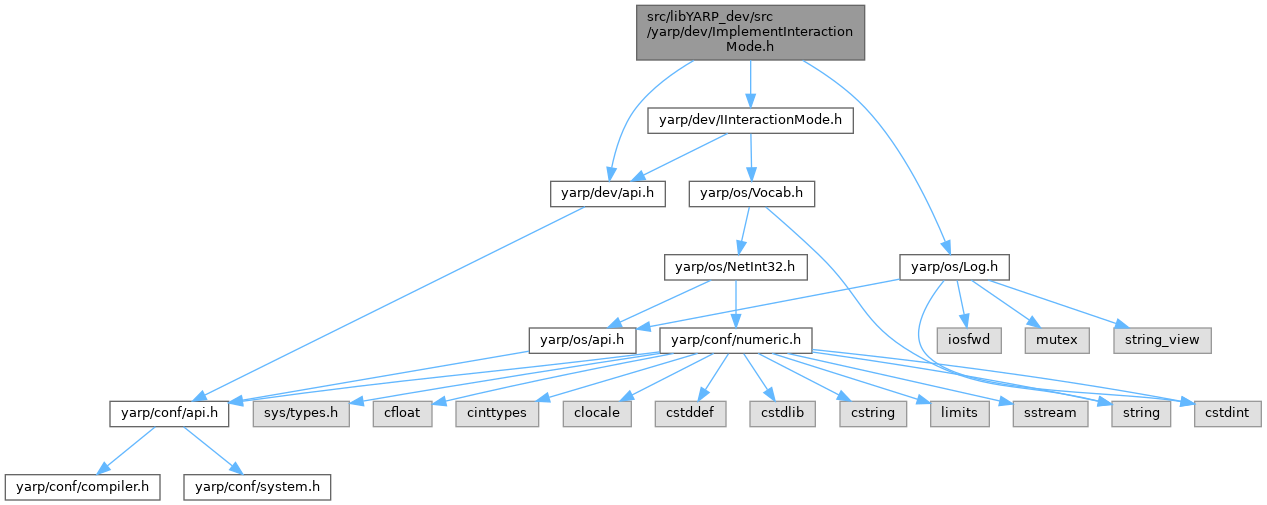 src/libYARP_dev/src
/yarp/dev/ImplementInteraction
Mode.h
yarp/dev/IInteractionMode.h
yarp/dev/api.h
yarp/os/Vocab.h
yarp/os/NetInt32.h
yarp/os/Log.h
yarp/os/api.h
yarp/conf/numeric.h
iosfwd
mutex
string_view
yarp/conf/api.h
sys/types.h
cfloat
cinttypes
clocale
cstddef
cstdlib
cstring
limits
sstream
string
cstdint
yarp/conf/compiler.h
yarp/conf/system.h